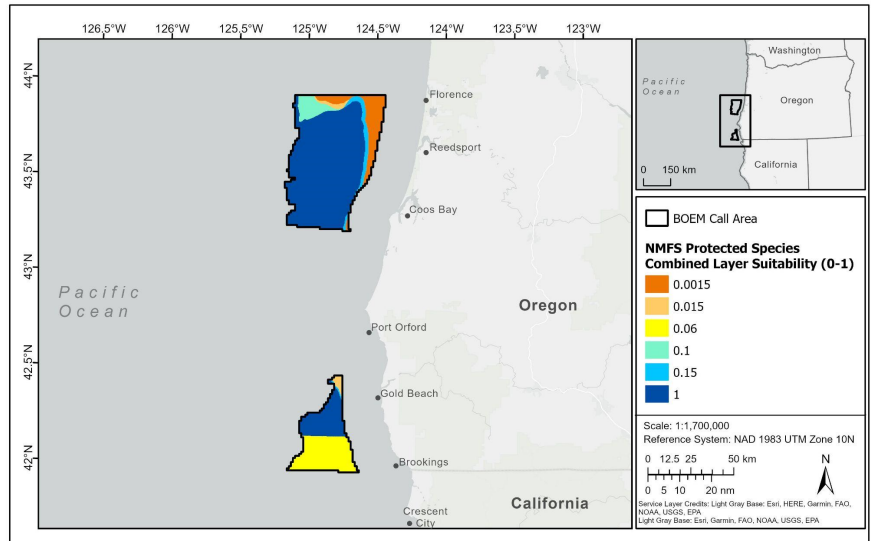 126.5°W
126°W
125.5°W
125°W
124.5°W
124°W
123.5°W
123°W
44°N
43.5°N
43°N
42.5°N
42°N
Florence
Reedsport
Coos Bay
Pacific
Ocean
Oregon
Port Orford
Gold Beach
Brookings
California
Crescent
City
Washington
Pacific
Ocean
Oregon
California
0 150 km
BOEM Call Area
NMFS Protected Species
Combined Layer Suitability (0-1)
0.0015
0.015
0.06
0.1
0.15
1
Scale: 1:1,700,000
Reference System: NAD 1983 UTM Zone 10N
0 12.5 25 50 km
N
0 5 10 20 nm
Service Layer Credits: Light Gray Base: Esri, HERE, Garmin, FAO,
NOAA, USGS, EPA
Light Gray Base: Esri, Garmin, FAO, NOAA, USGS, EPA